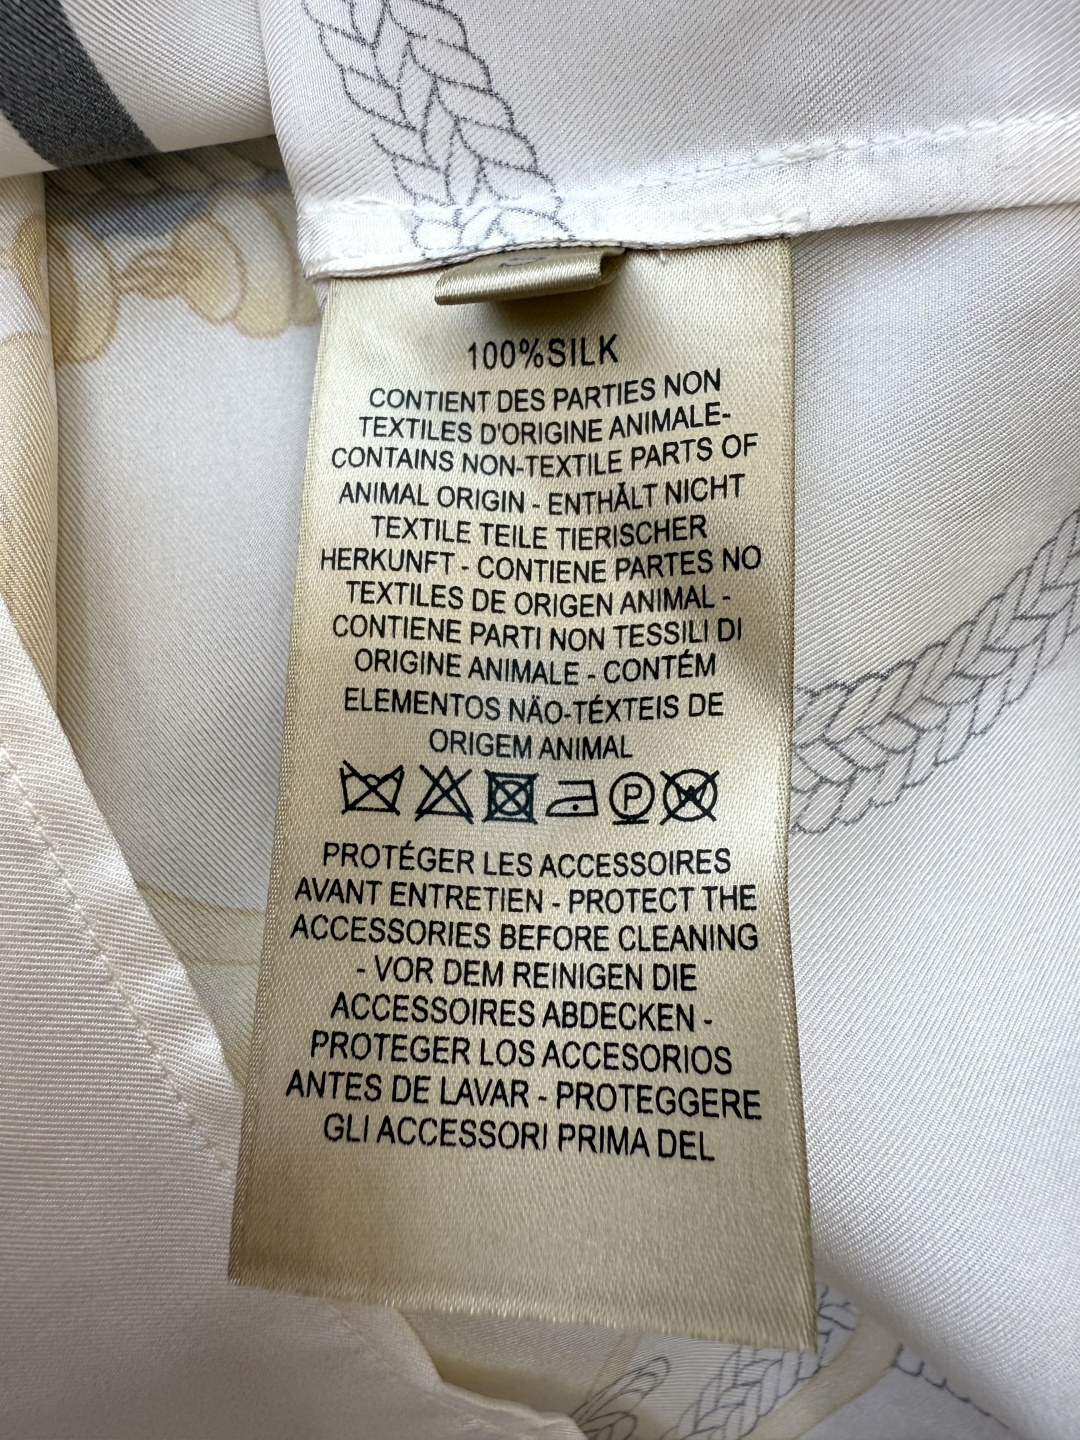 100%SILK
CONTIENT DES PARTIES NON
TEXTILES D'ORIGINE ANIMALE-
CONTAINS NON-TEXTILE PARTS OF
ANIMAL ORIGIN - ENTHÄLT NICHT
TEXTILE TEILE TIERISCHER
HERKUNFT - CONTIENE PARTES NO
TEXTILES DE ORIGEN ANIMAL -
CONTIENE PARTI NON TESSILI DI
ORIGINE ANIMALE - CONTÉM
ELEMENTOS NÃO-TÉXTEIS DE
ORIGEM ANIMAL
P
PROTÉGER LES ACCESSOIRES
AVANT ENTRETIEN - PROTECT THE
ACCESSORIES BEFORE CLEANING
- VOR DEM REINIGEN DIE
ACCESSOIRES ABDECKEN -
PROTEGER LOS ACCESORIOS
ANTES DE LAVAR - PROTEGGERE
GLI ACCESSORI PRIMA DEL